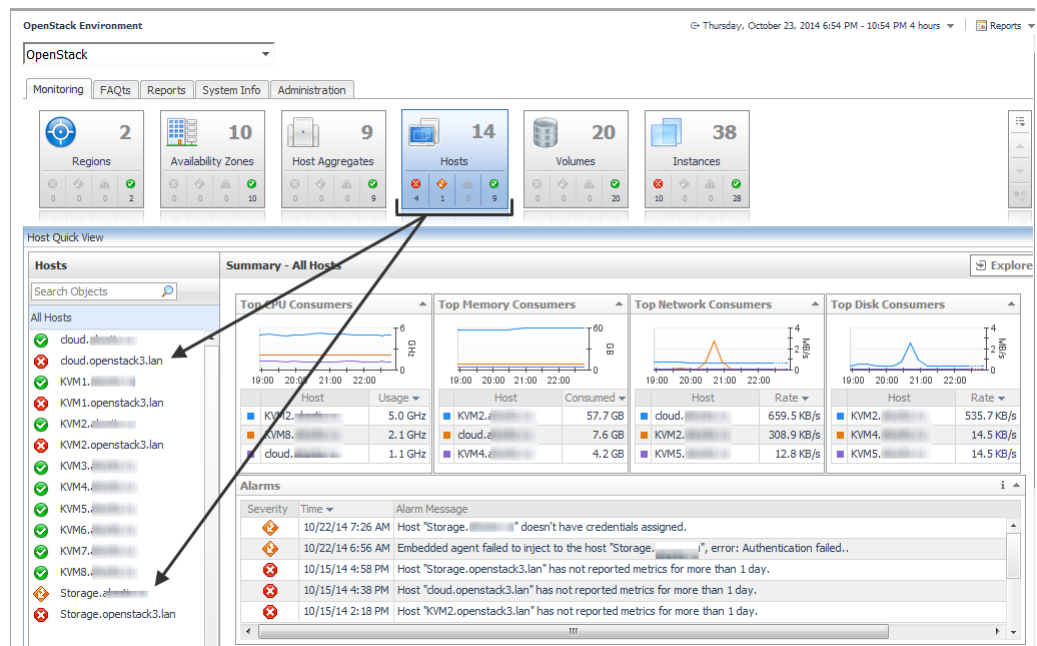 OpenStack Environment
Thursday, October 23, 2014 6:54 PM - 10:54 PM 4 hours
Reports
OpenStack
Monitoring FAQts Reports System Info Administration
2 10 9 14 20 38
Regions Availability Zones Host Aggregates Hosts Volumes Instances
0 0 0 2 0 0 0 10 0 0 0 9 4 1 0 9 0 0 0 20 10 0 0 28
Host Quick View
Hosts
Search Objects
All Hosts
cloud.
cloud.openstack3.lan
KVM1.
KVM1.openstack3.lan
KVM2.
KVM2.openstack3.lan
KVM3.
KVM4.
KVM5.
KVM6.
KVM7.
KVM8.
Storage.
Storage.openstack3.lan
Summary - All Hosts
Explore
Top CPU Consumers
6
GHz
0
19:00 20:00 21:00 22:00
Host Usage
KVM2. 5.0 GHz
KVM8. 2.1 GHz
cloud. 1.1 GHz
Top Memory Consumers
60
GB
0
19:00 20:00 21:00 22:00
Host Consumed
KVM2. 57.7 GB
cloud. 7.6 GB
KVM4. 4.2 GB
Top Network Consumers
4
2
MB/s
0
19:00 20:00 21:00 22:00
Host Rate
cloud. 659.5 KB/s
KVM2. 308.9 KB/s
KVM5. 12.8 KB/s
Top Disk Consumers
4
2
MB/s
0
19:00 20:00 21:00 22:00
Host Rate
KVM2. 535.7 KB/s
KVM4. 14.5 KB/s
KVM5. 14.5 KB/s
Alarms
Severity Time Alarm Message
10/22/14 7:26 AM Host "Storage. " doesn't have credentials assigned.
10/22/14 6:56 AM Embedded agent failed to inject to the host "Storage. ", error: Authentication failed..
10/15/14 4:58 PM Host "Storage.openstack3.lan" has not reported metrics for more than 1 day.
10/15/14 4:38 PM Host "cloud.openstack3.lan" has not reported metrics for more than 1 day.
10/15/14 2:18 PM Host "KVM2.openstack3.lan" has not reported metrics for more than 1 day.